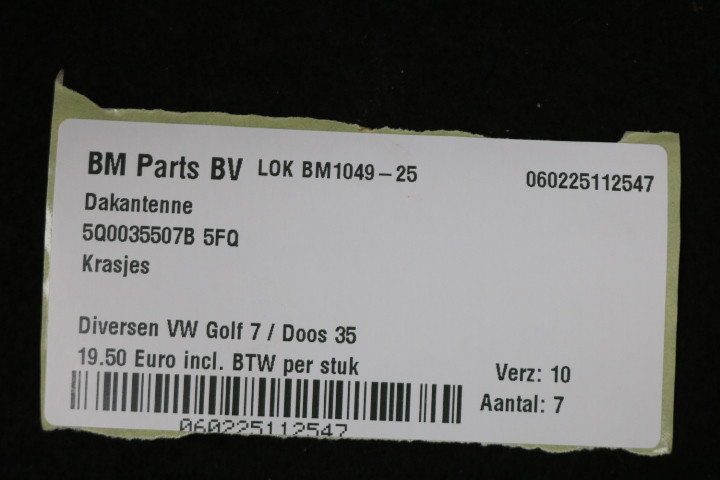 BM Parts BV LOK BM1049-25 060225112547
Dakantenne
5Q0035507B 5FQ
Krasjes
Diversen VW Golf 7 / Doos 35
19.50 Euro incl. BTW per stuk
Verz: 10
Aantal: 7
060225112547